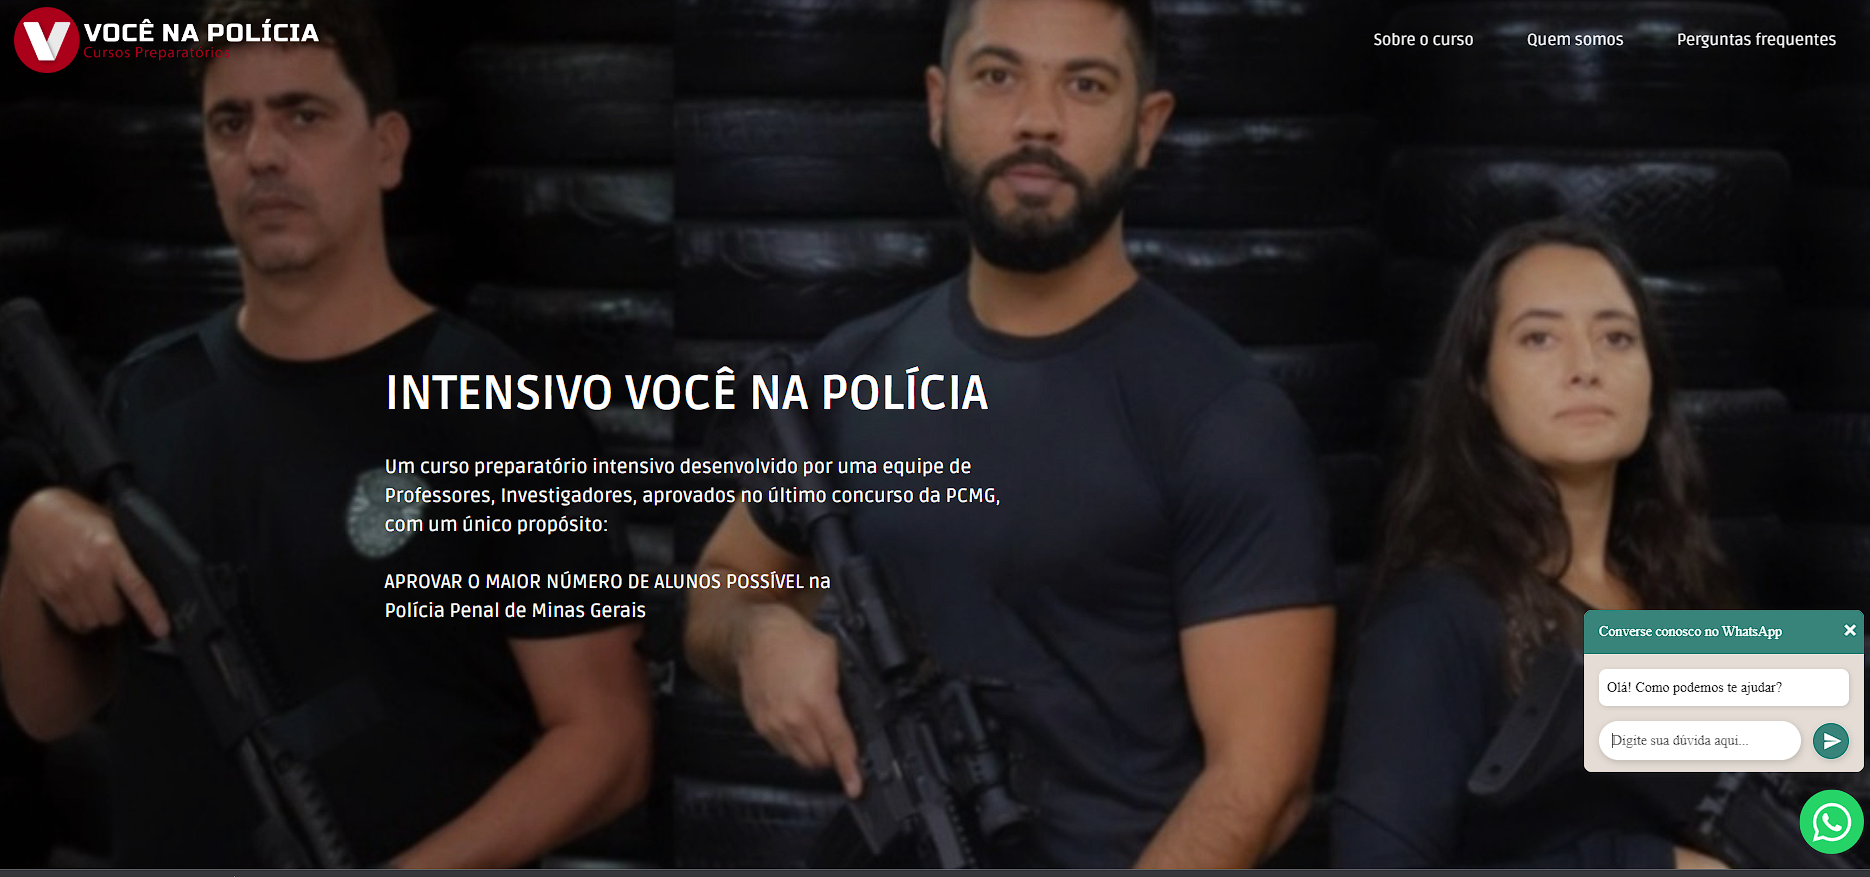 VOCÊ NA POLÍCIA
Cursos Preparatórios
Sobre o curso
Quem somos
Perguntas frequentes
INTENSIVO VOCÊ NA POLÍCIA
Um curso preparatório intensivo desenvolvido por uma equipe de
Professores, Investigadores, aprovados no último concurso da PCMG,
com um único propósito:
APROVAR O MAIOR NÚMERO DE ALUNOS POSSÍVEL na
Polícia Penal de Minas Gerais
Converse conosco no WhatsApp
Olá! Como podemos te ajudar?
Digite sua dúvida aqui...